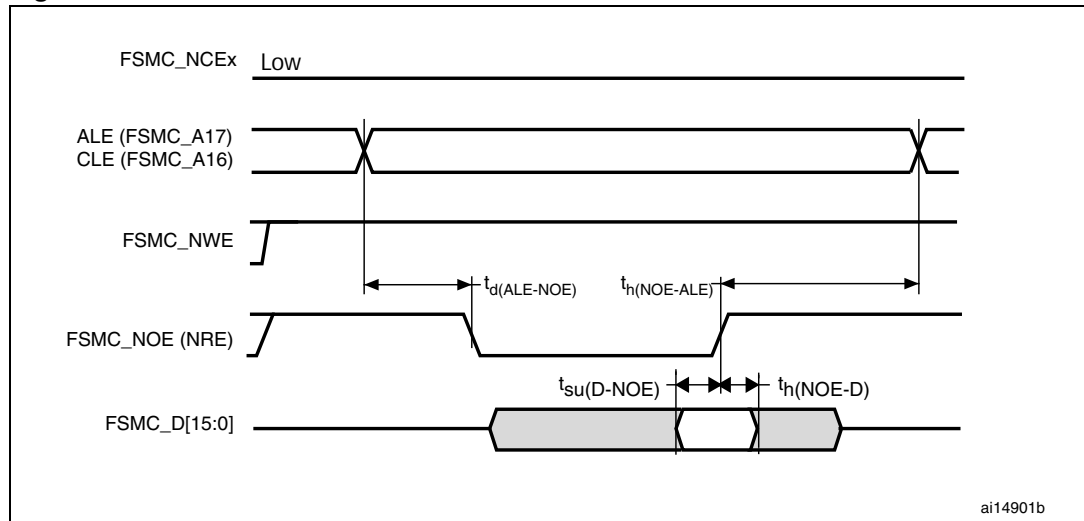 FSMC_NCEx Low
ALE (FSMC_A17)
CLE (FSMC_A16)
FSMC_NWE
td(ALE-NOE) th(NOE-ALE)
FSMC_NOE (NRE)
tsu(D-NOE) th(NOE-D)
FSMC_D[15:0]
ai14901b